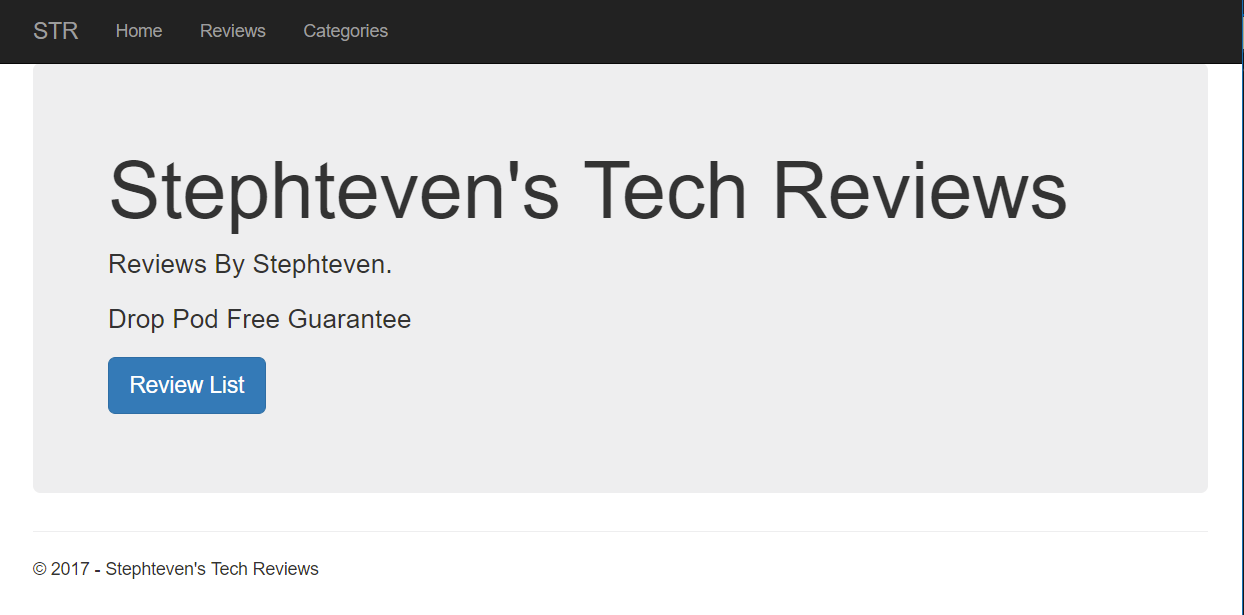 STR Home Reviews Categories
Stephteven's Tech Reviews
Reviews By Stephteven.
Drop Pod Free Guarantee
Review List
© 2017 - Stephteven's Tech Reviews